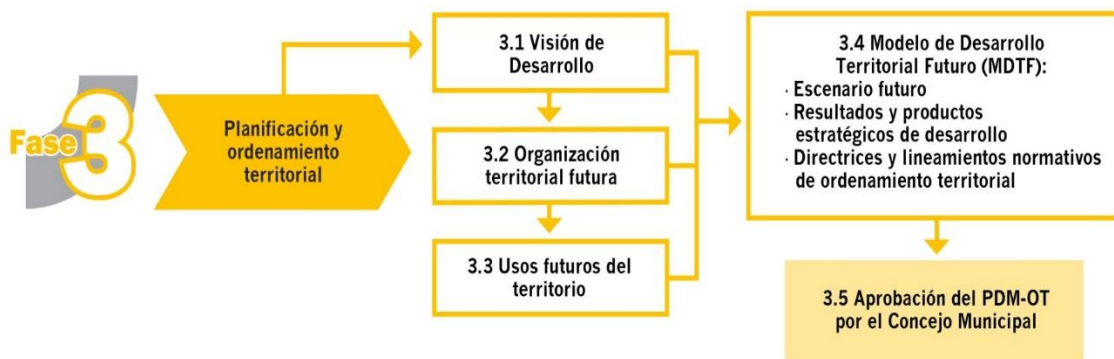 Fase 3
Planificación y
ordenamiento
territorial
3.1 Visión de
Desarrollo
3.2 Organización
territorial futura
3.3 Usos futuros del
territorio
3.4 Modelo de Desarrollo
Territorial Futuro (MDTF):
· Escenario futuro
· Resultados y productos
estratégicos de desarrollo
· Directrices y lineamientos normativos
de ordenamiento territorial
3.5 Aprobación del PDM-OT
por el Concejo Municipal